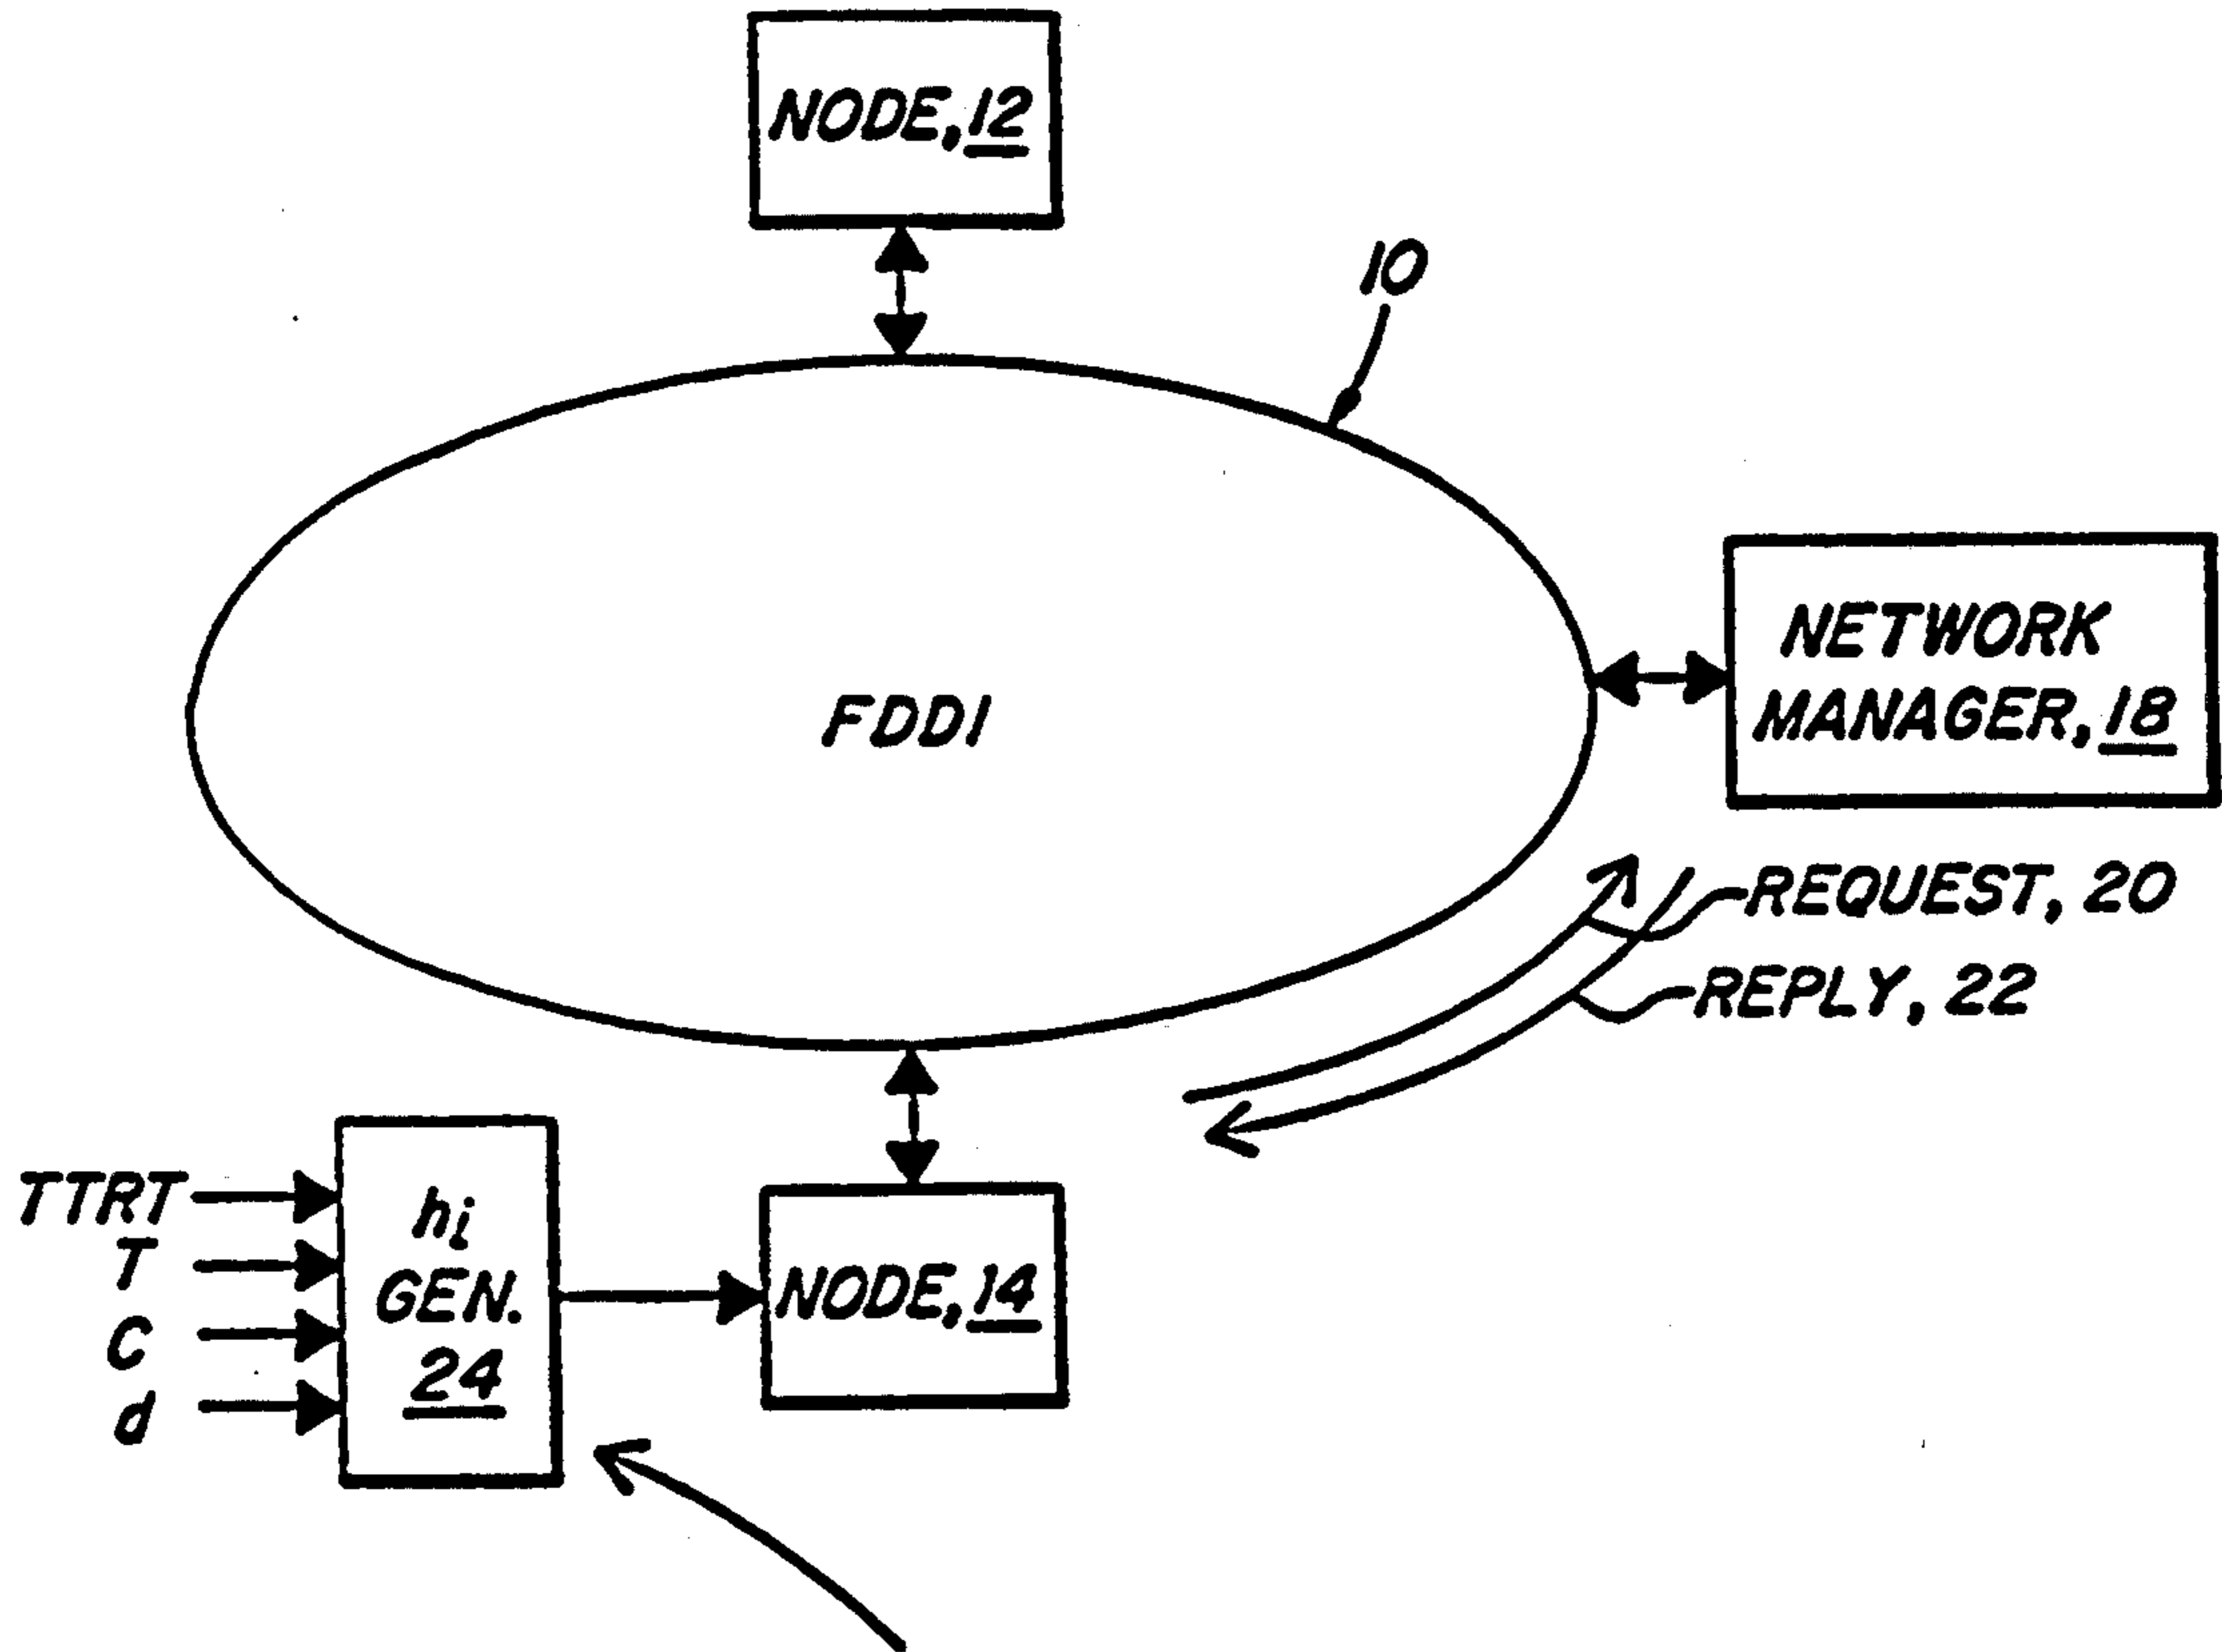 NODE, 12
10
NETWORK
MANAGER, 18
FDDI
REQUEST, 20
REPLY, 22
TTRT
T
C
d
hi
GEN.
24
NODE, 14